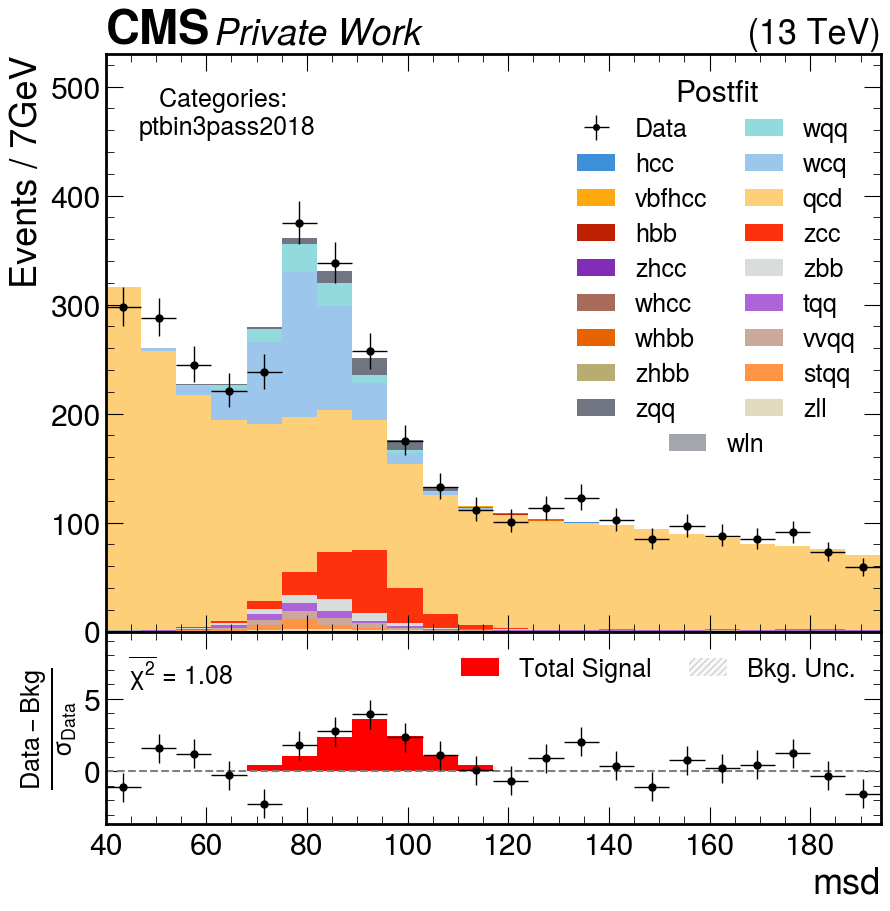 CMS Private Work (13 TeV)
Events / 7GeV
500
400
300
200
100
0
Categories:
ptbin3pass2018
Postfit
Data wqq
hcc wcq
vbfhcc qcd
hbb zcc
zhcc zbb
whcc tqq
whbb vvqq
zhbb stqq
zqq zll
wln
Data − Bkg
σData
5
0
χ² = 1.08
Total Signal Bkg. Unc.
40 60 80 100 120 140 160 180
msd